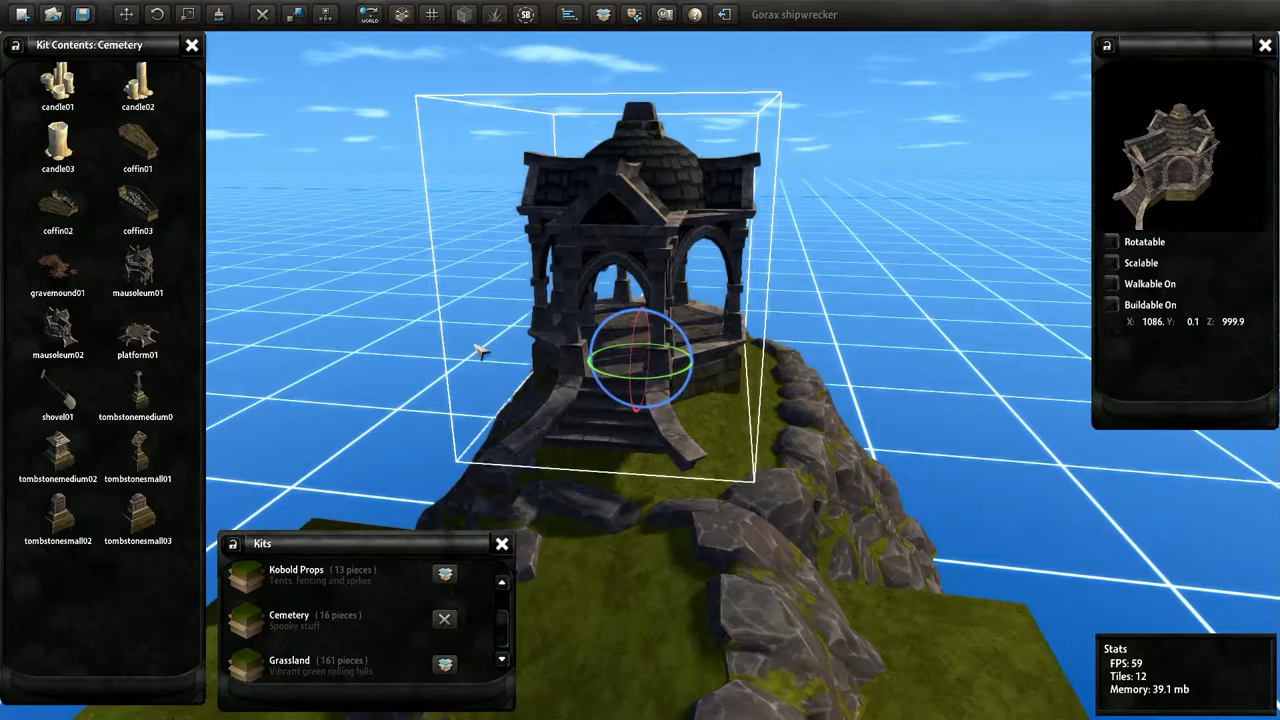 WORLD
SB
?
Gorax shipwrecker
Kit Contents: Cemetery
candle01
candle02
candle03
coffin01
coffin02
coffin03
gravemound01
mausoleum01
mausoleum02
platform01
shovel01
tombstonemedium0
tombstonemedium02
tombstonesmall01
tombstonesmall02
tombstonesmall03
Kits
Kobold Props ( 13 pieces )
Tents, fencing and spikes
Cemetery ( 16 pieces )
Spooky stuff
Grassland ( 161 pieces )
Vibrant green rolling hills
Rotatable
Scalable
Walkable On
Buildable On
X: 1086. Y: 0.1 Z: 999.9
Stats
FPS: 59
Tiles: 12
Memory: 39.1 mb